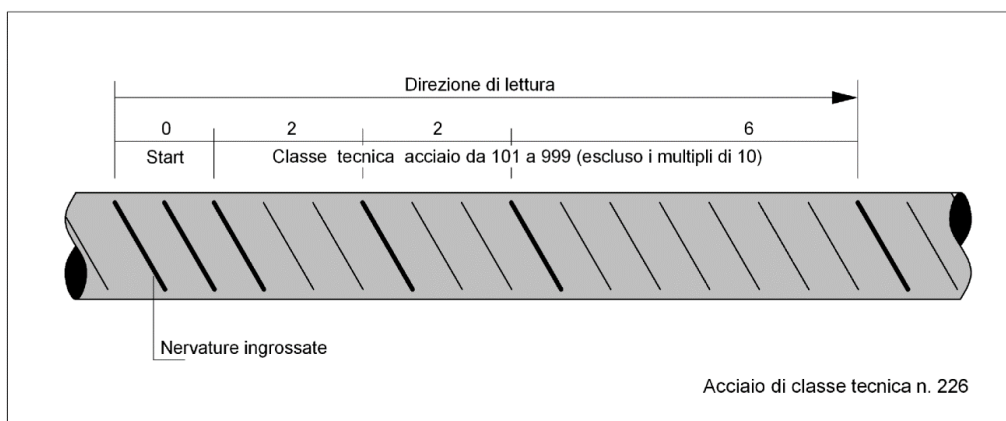 Direzione di lettura
0 2 2 6
Start Classe tecnica acciaio da 101 a 999 (escluso i multipli di 10)
Nervature ingrossate
Acciaio di classe tecnica n. 226